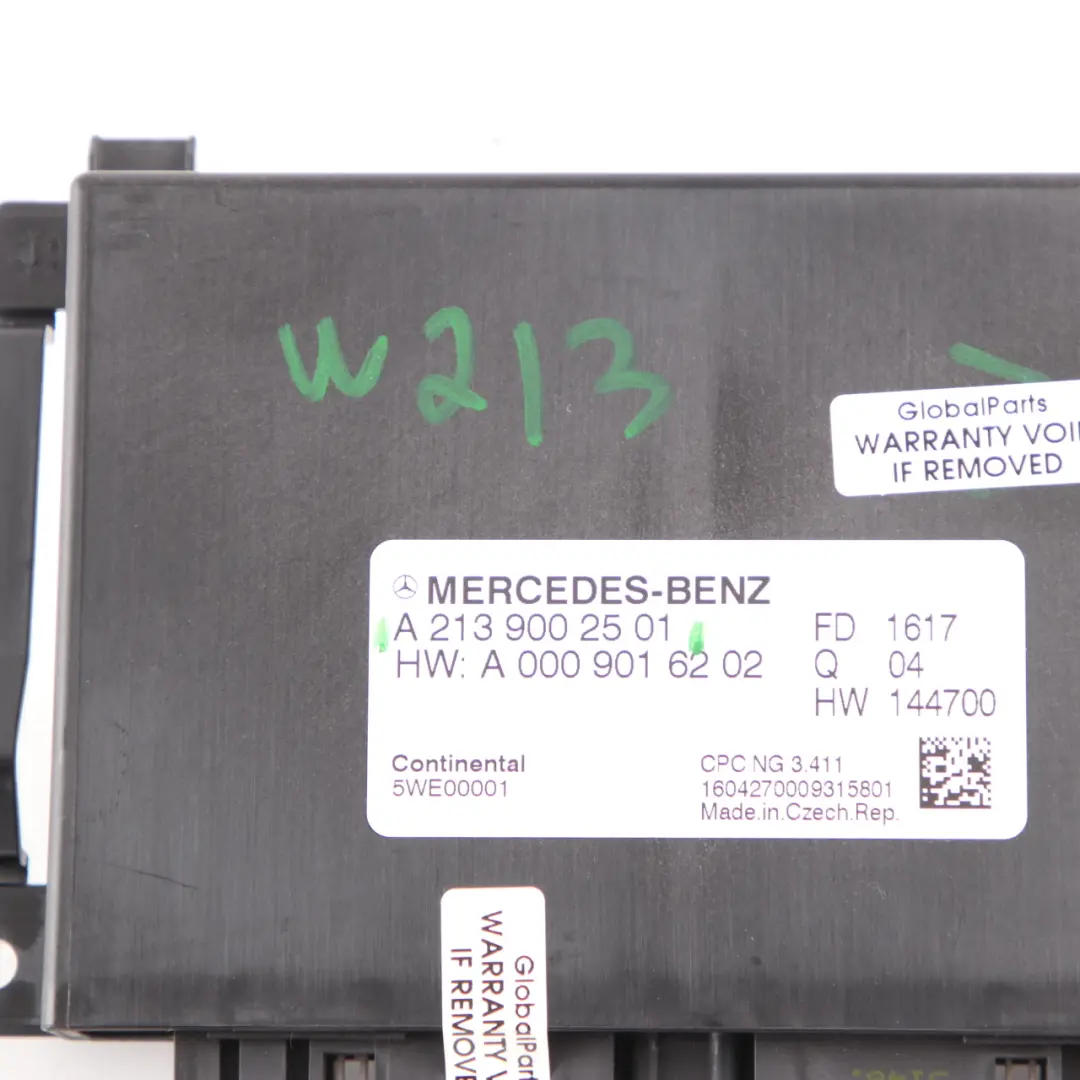 W213
GlobalParts
WARRANTY VOI
IF REMOVED
MERCEDES-BENZ
A 213 900 25 01
HW: A 000 901 62 02
FD 1617
Q 04
HW 144700
Continental
5WE00001
CPC NG 3.411
1604270009315801
Made.in.Czech.Rep.
GlobalPart
WARRANTY V
IF REMOVE